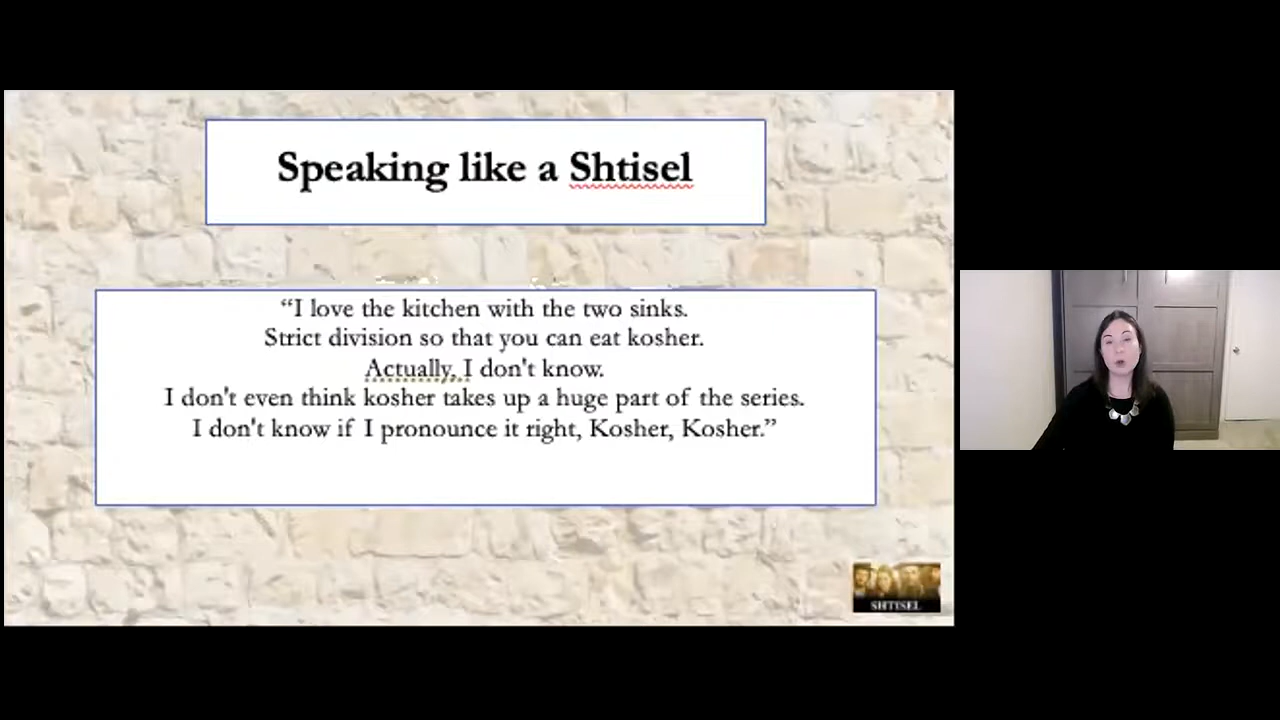 Speaking like a Shtisel
“I love the kitchen with the two sinks.
Strict division so that you can eat kosher.
Actually, I don't know.
I don't even think kosher takes up a huge part of the series.
I don't know if I pronounce it right, Kosher, Kosher.”
SHTISEL